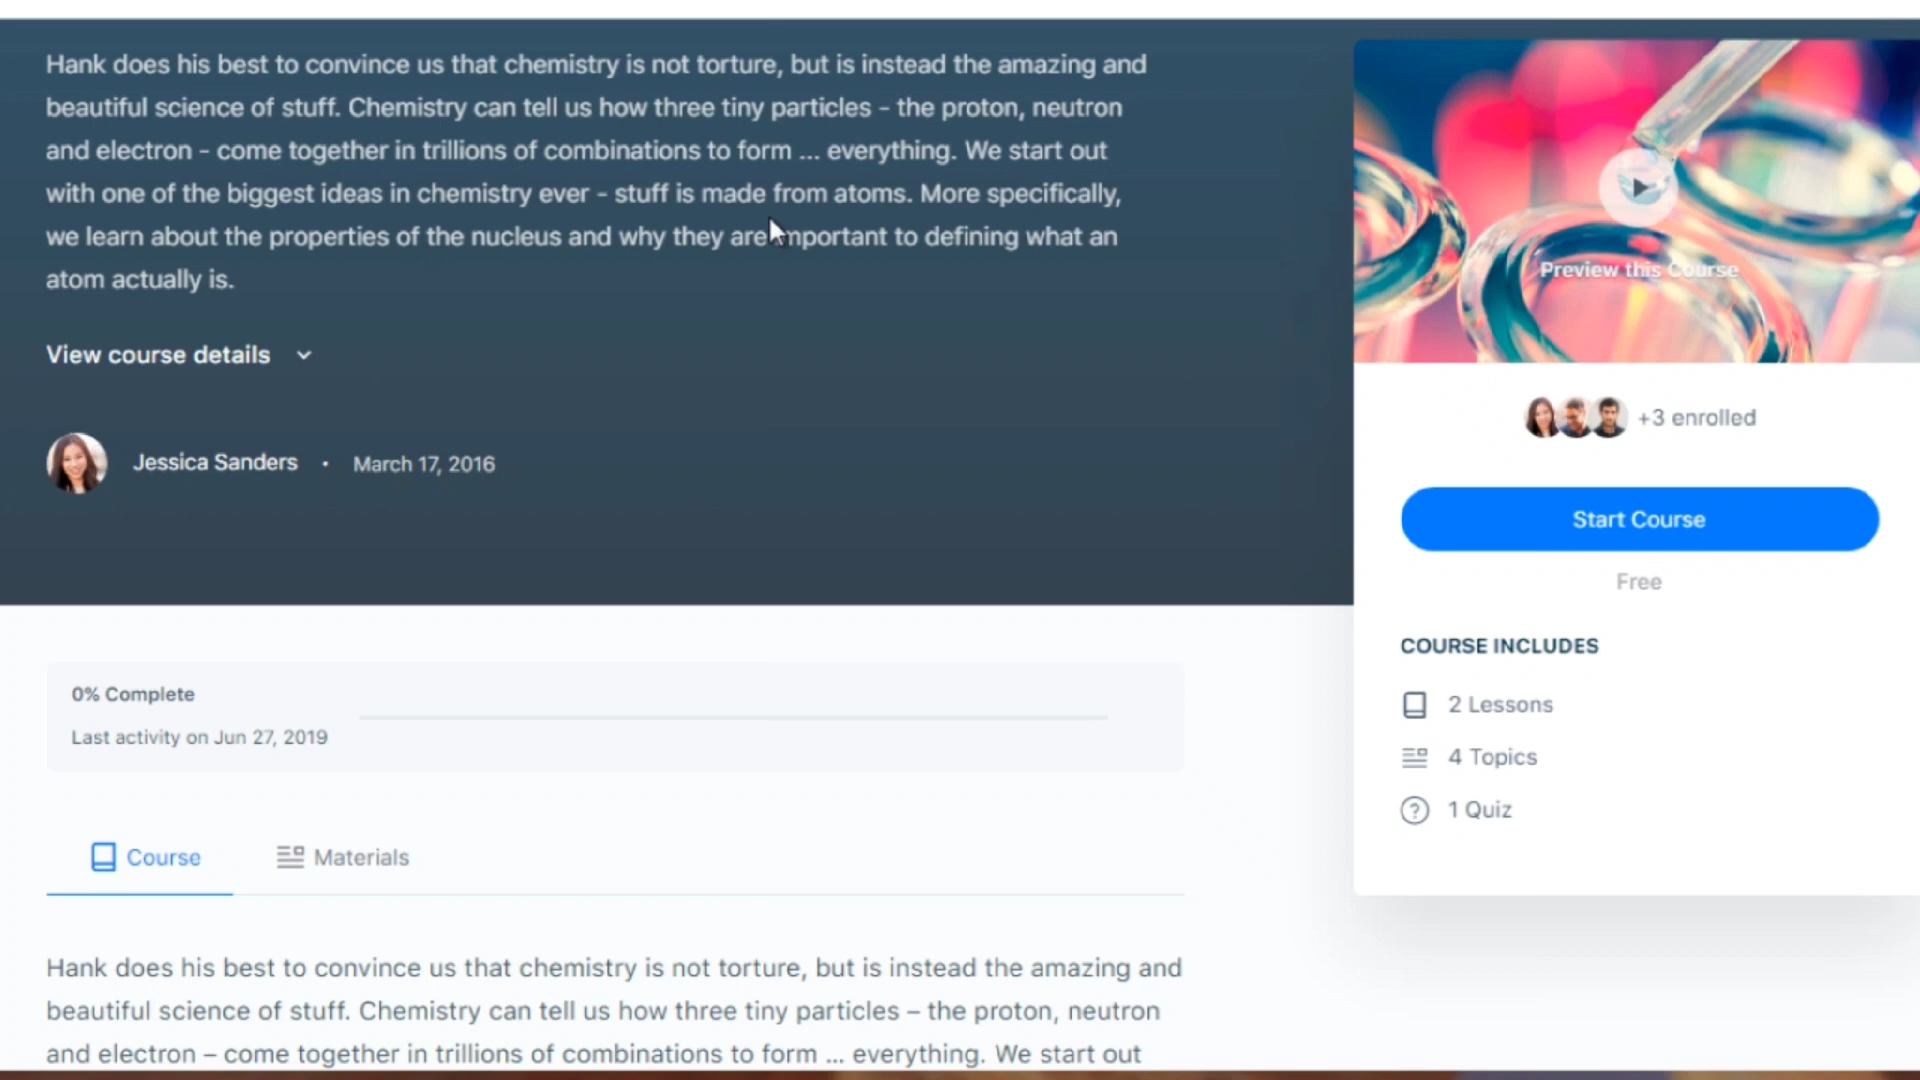 Hank does his best to convince us that chemistry is not torture, but is instead the amazing and
beautiful science of stuff. Chemistry can tell us how three tiny particles - the proton, neutron
and electron - come together in trillions of combinations to form ... everything. We start out
with one of the biggest ideas in chemistry ever - stuff is made from atoms. More specifically,
we learn about the properties of the nucleus and why they are important to defining what an
atom actually is.
View course details
Jessica Sanders • March 17, 2016
Preview this Course
+3 enrolled
Start Course
Free
COURSE INCLUDES
2 Lessons
4 Topics
1 Quiz
0% Complete
Last activity on Jun 27, 2019
Course Materials
Hank does his best to convince us that chemistry is not torture, but is instead the amazing and
beautiful science of stuff. Chemistry can tell us how three tiny particles – the proton, neutron
and electron – come together in trillions of combinations to form ... everything. We start out